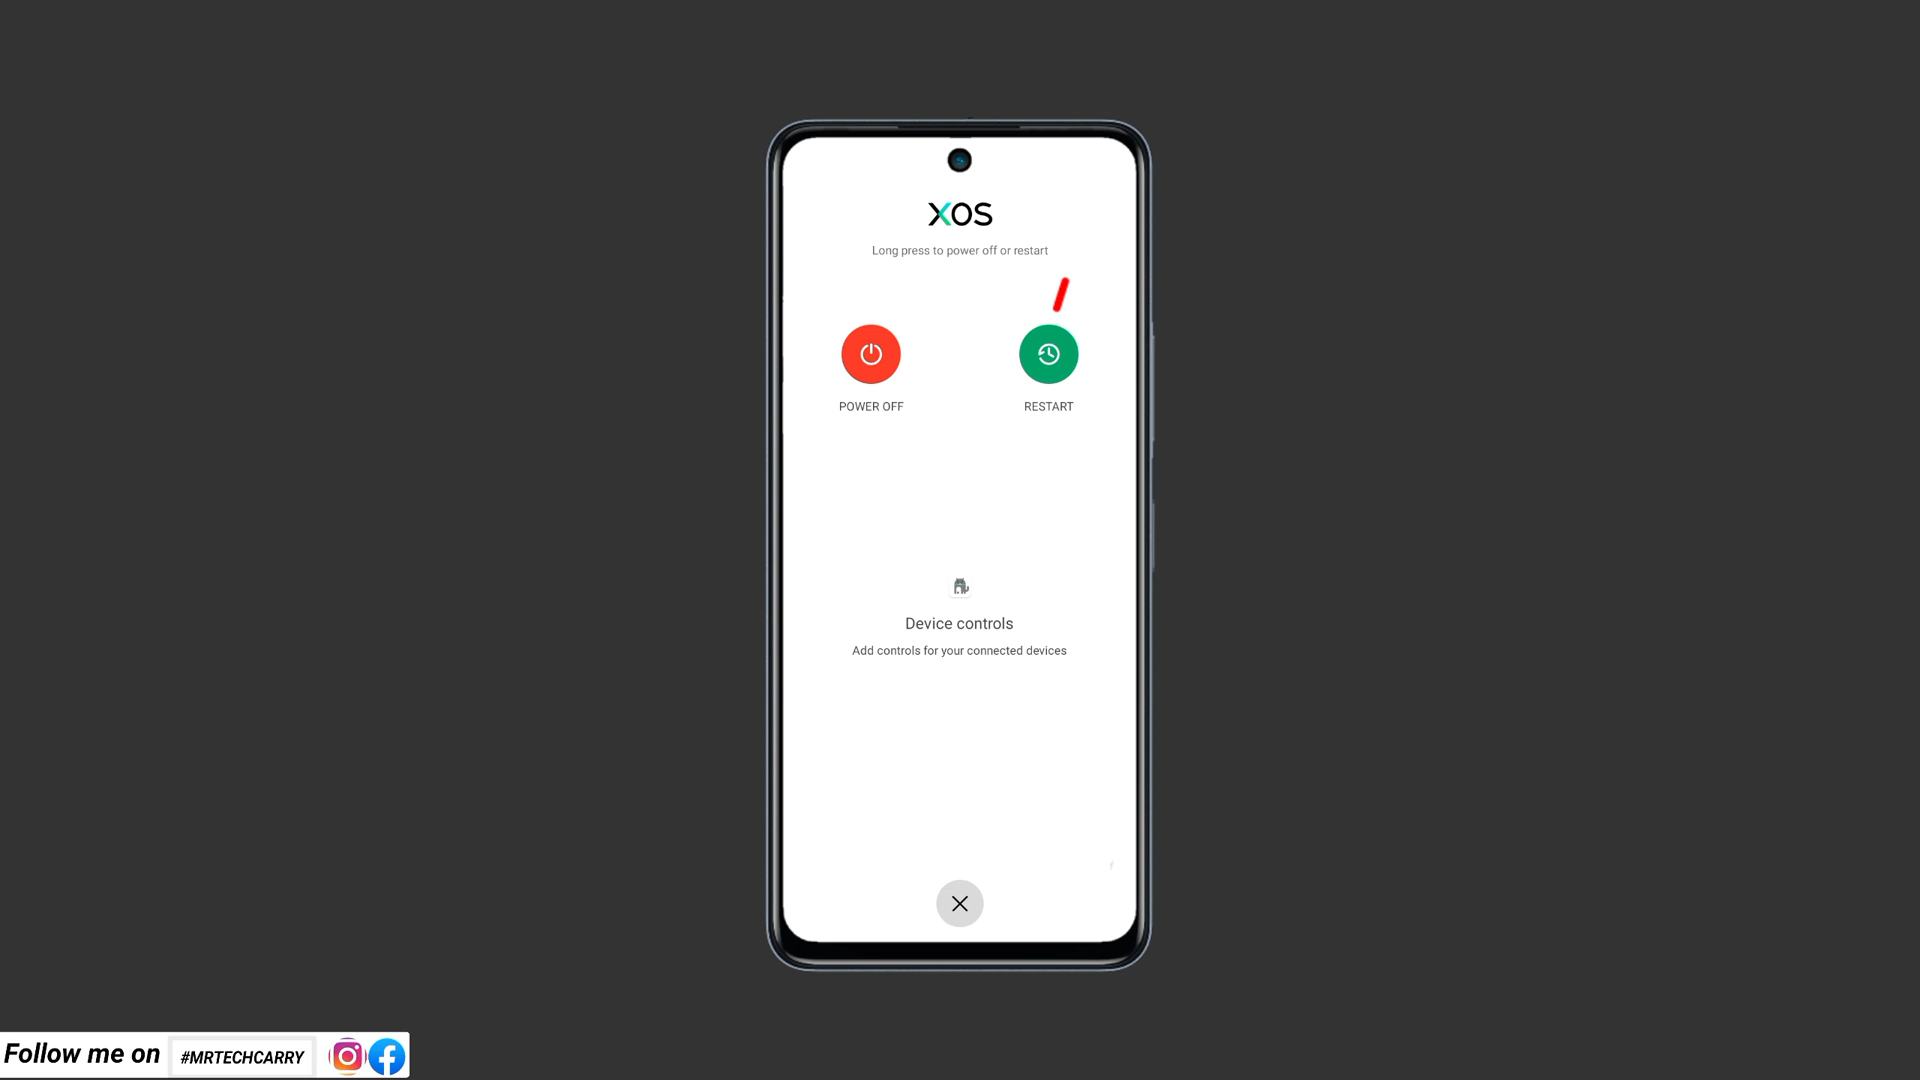 XOS
Long press to power off or restart
POWER OFF
RESTART
Device controls
Add controls for your connected devices
Follow me on
#MRTECHCARRY